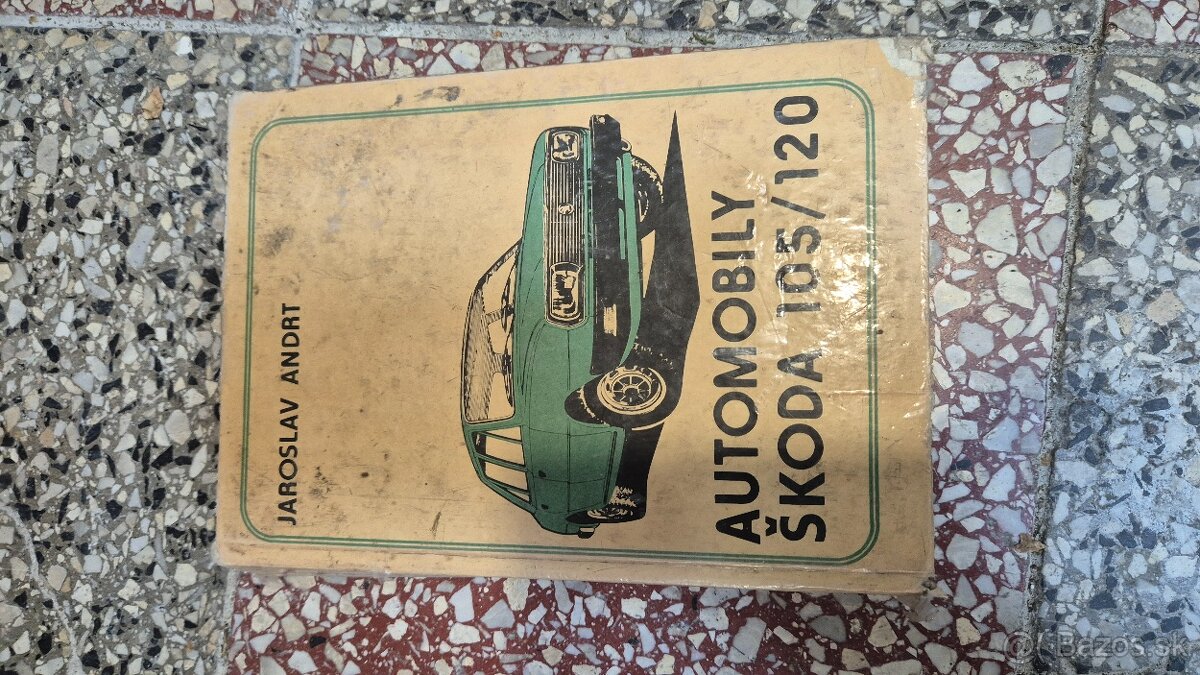 JAROSLAV ANDRT
AUTOMOBILY
ŠKODA 105/120
Bazos.sk